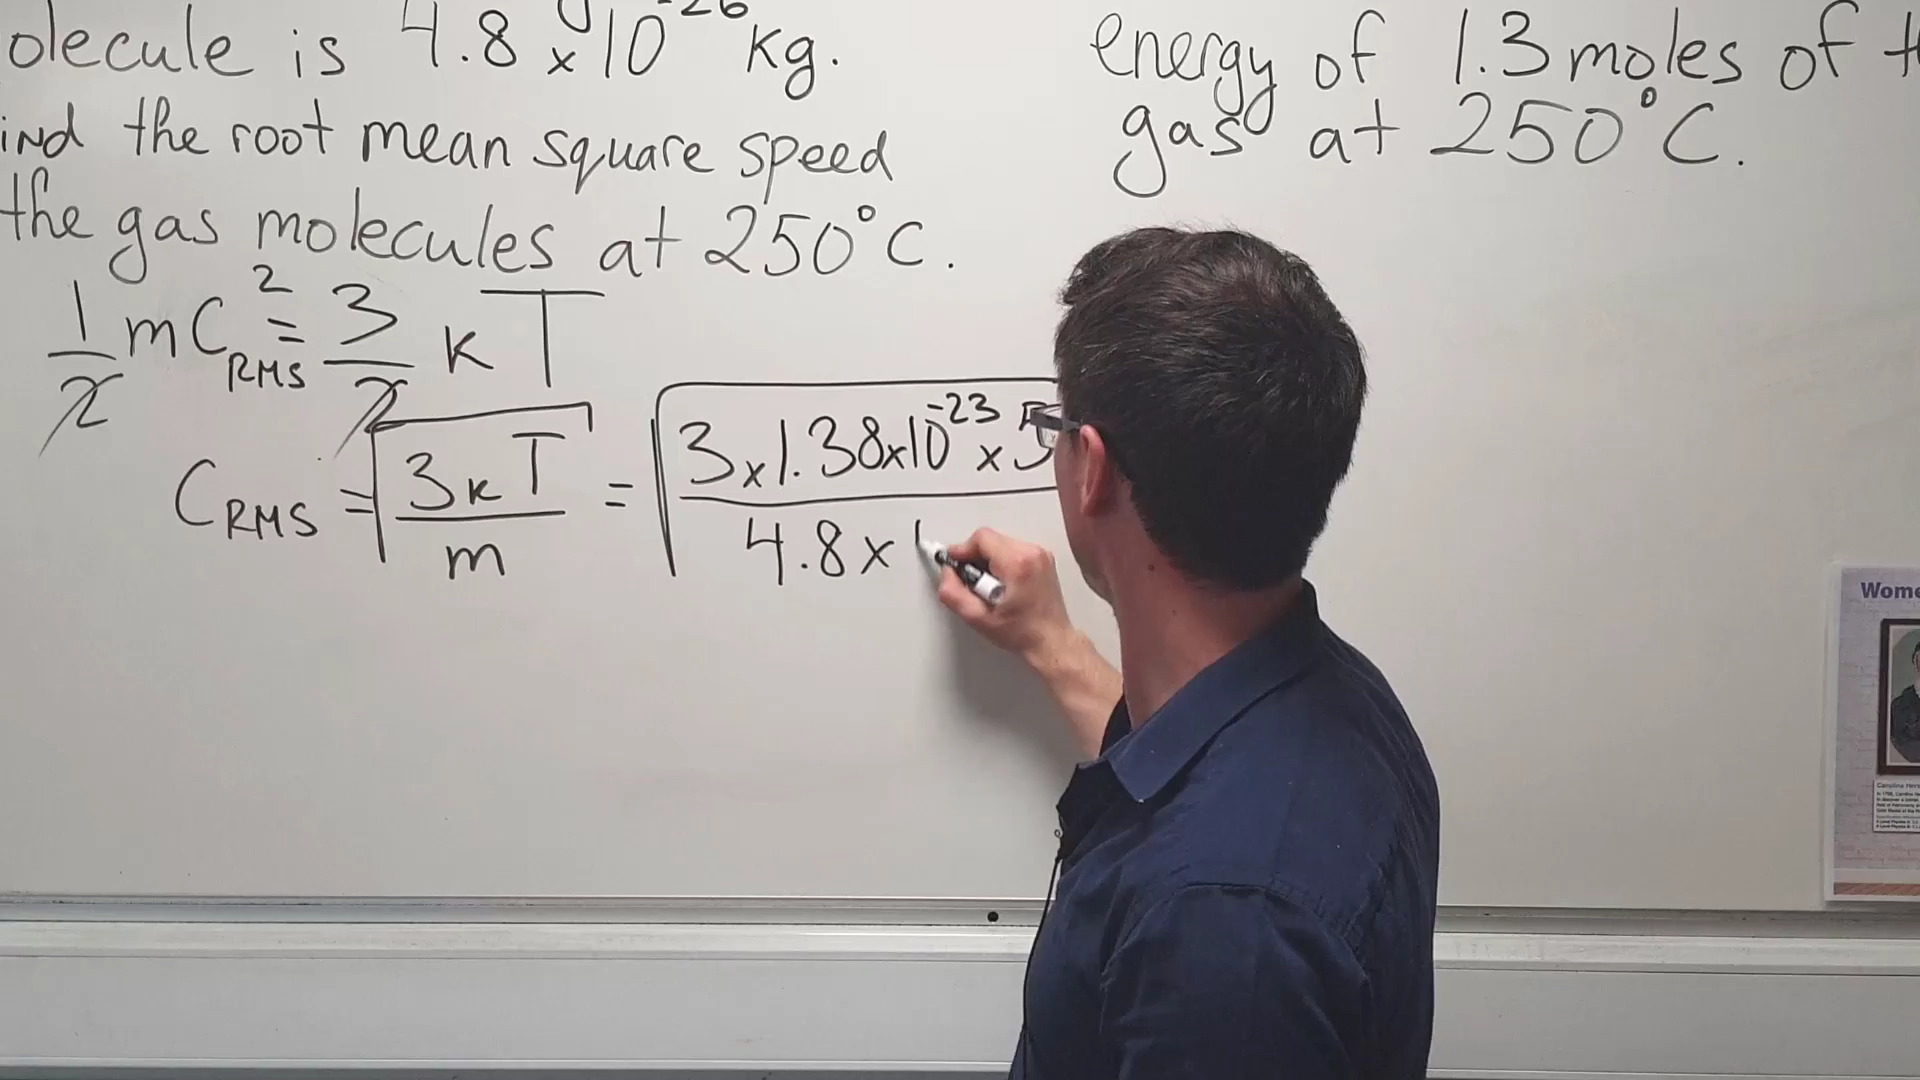 olecule is 4.8 x 10^-26 kg.
ind the root mean square speed
the gas molecules at 250°C.
1/2 m C_RMS^2 = 3/2 k T
C_RMS = √(3kT/m) = √(3 x 1.38 x 10^-23 x 5 / 4.8 x 1
energy of 1.3 moles of t
gas at 250°C.
Wome